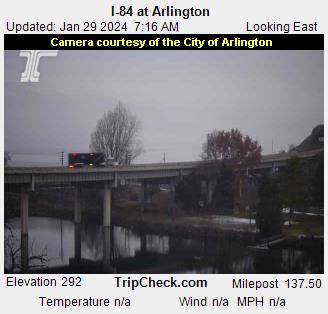 I-84 at Arlington
Updated: Jan 29 2024 7:16 AM Looking East
Camera courtesy of the City of Arlington
Elevation 292 TripCheck.com Milepost 137.50
Temperature n/a Wind n/a MPH n/a